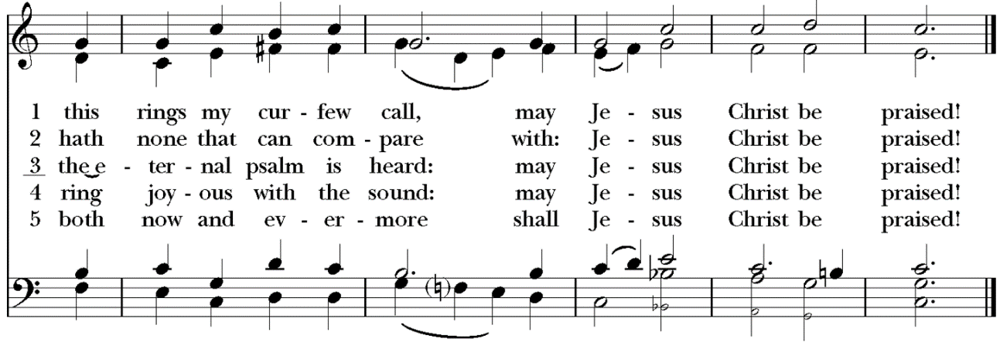 1 this rings my cur - few call, may Je - sus Christ be praised!
2 hath none that can com - pare with: Je - sus Christ be praised!
3 the e - ter - nal psalm is heard: may Je - sus Christ be praised!
4 ring joy - ous with the sound: may Je - sus Christ be praised!
5 both now and ev - er - more shall Je - sus Christ be praised!